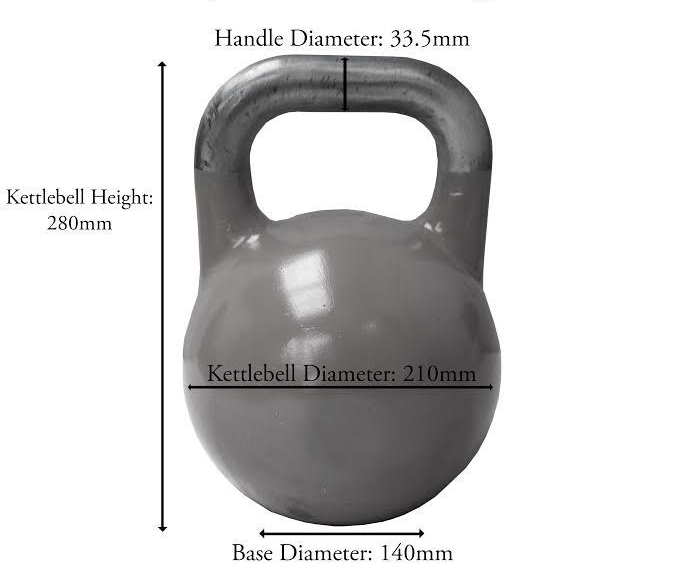 Handle Diameter: 33.5mm
Kettlebell Height:
280mm
Kettlebell Diameter: 210mm
Base Diameter: 140mm